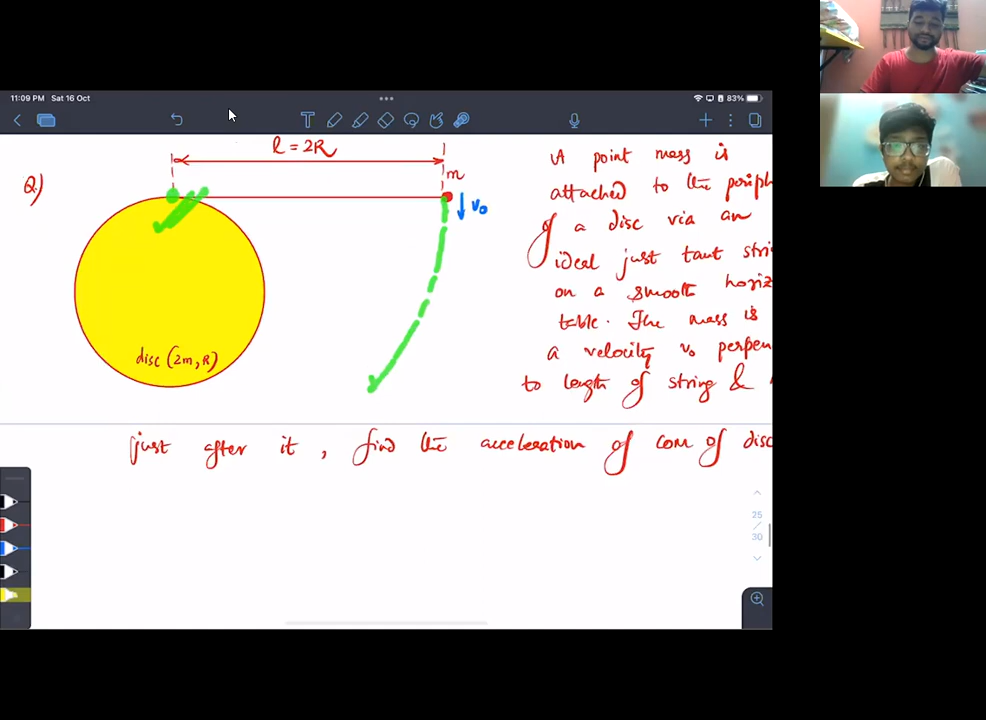 11:09 PM Sat 16 Oct
83%
T
l = 2R
Q)
m
v₀
disc (2m, R)
A point mass is
attached to the periph
of a disc via an
ideal just taut stri
on a smooth horiz
table. The mass is
a velocity v₀ perpen
to length of string &
just after it, find the acceleration of com of disc
25
/
30